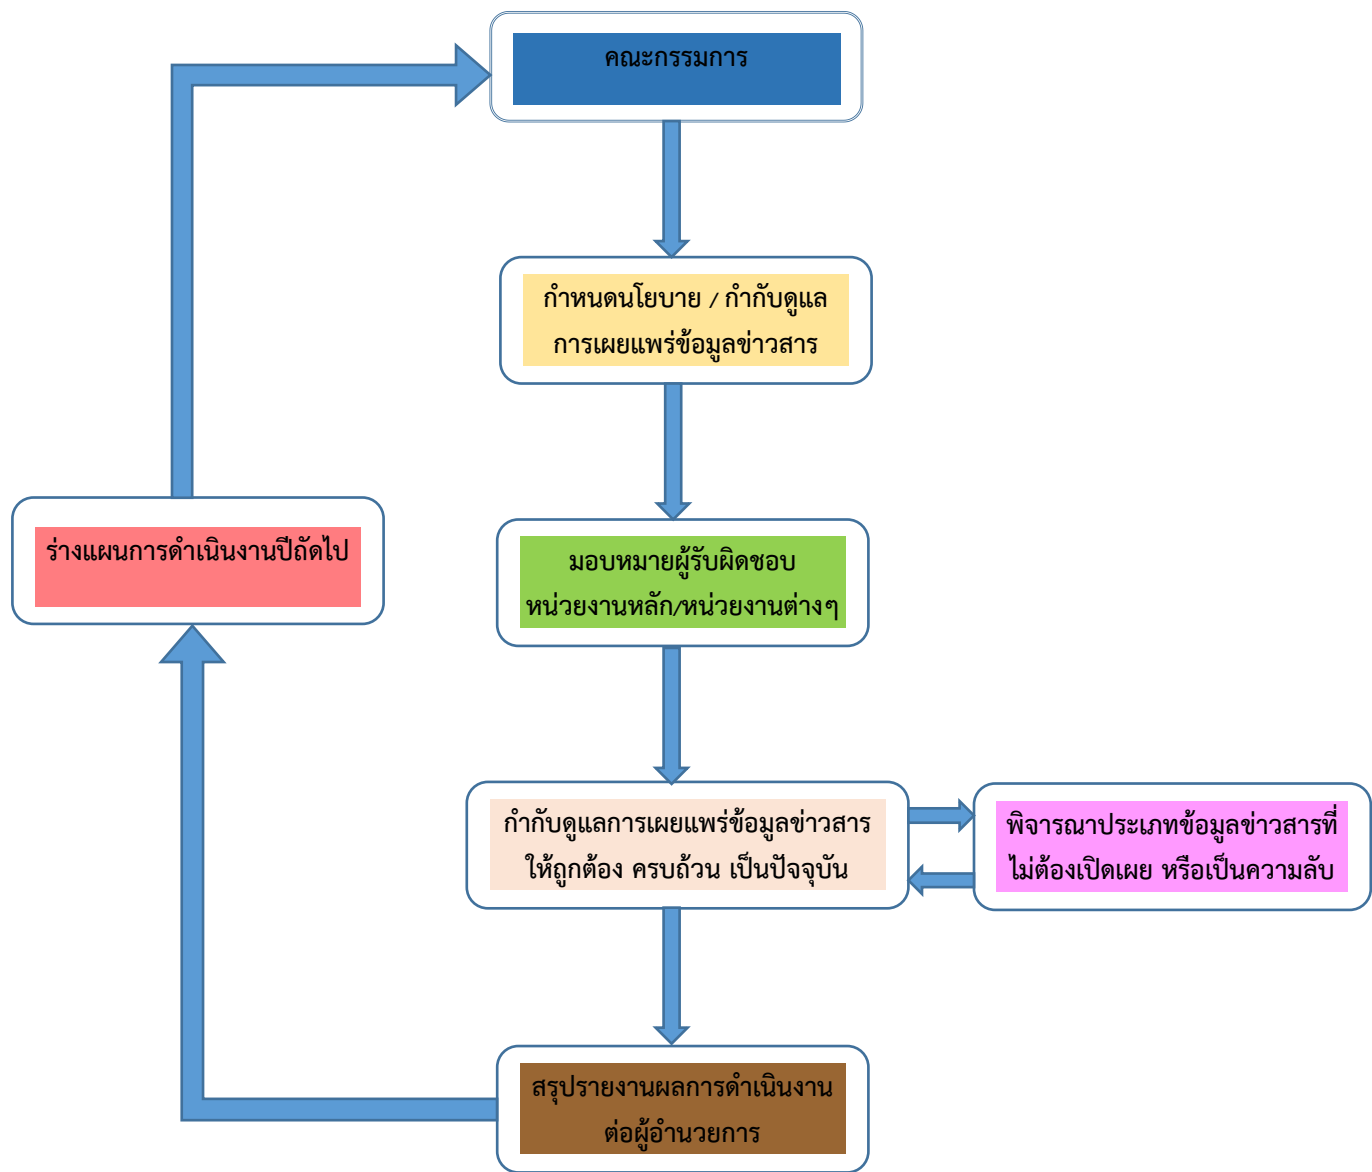 คณะกรรมการ
กำหนดนโยบาย / กำกับดูแล
การเผยแพร่ข้อมูลข่าวสาร
ร่างแผนการดำเนินงานปีถัดไป
มอบหมายผู้รับผิดชอบ
หน่วยงานหลัก/หน่วยงานต่างๆ
กำกับดูแลการเผยแพร่ข้อมูลข่าวสาร
ให้ถูกต้อง ครบถ้วน เป็นปัจจุบัน
พิจารณาประเภทข้อมูลข่าวสารที่
ไม่ต้องเปิดเผย หรือเป็นความลับ
สรุปรายงานผลการดำเนินงาน
ต่อผู้อำนวยการ